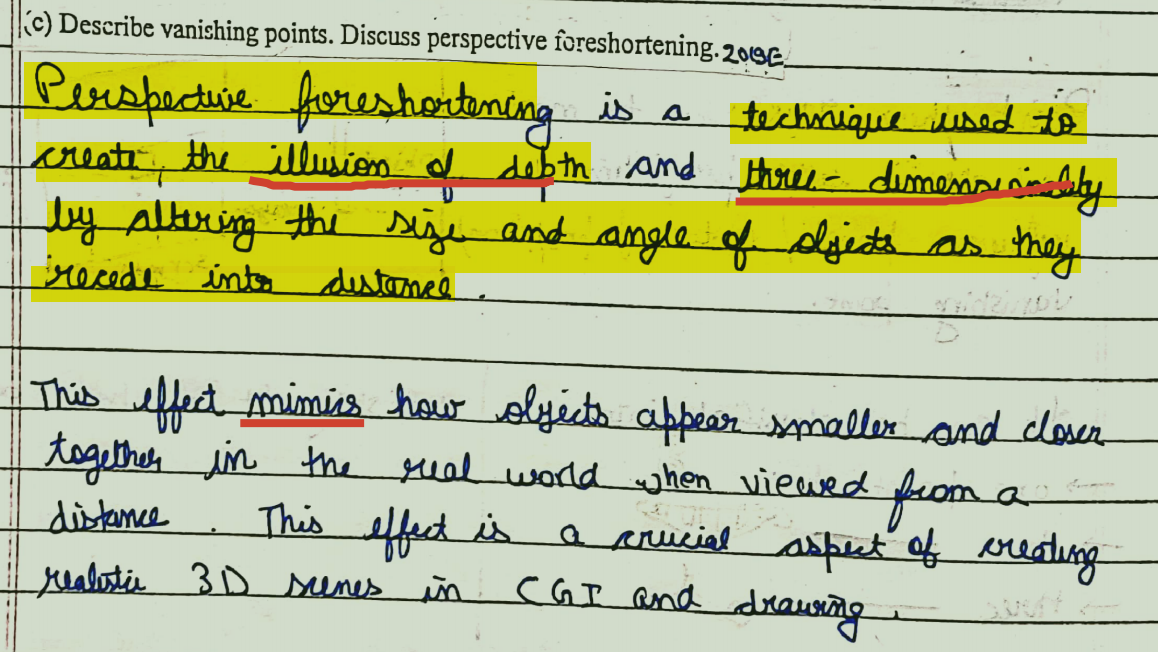 (c) Describe vanishing points. Discuss perspective foreshortening. 2019E
Perspective foreshortening is a technique used to
create, the illusion of depth and three-dimensionality
by altering the size and angle of objects as they
recede into distance.
This effect mimics how objects appear smaller and closer
together in the real world when viewed from a
distance. This effect is a crucial aspect of creating
realistic 3D scenes in CGI and drawing.